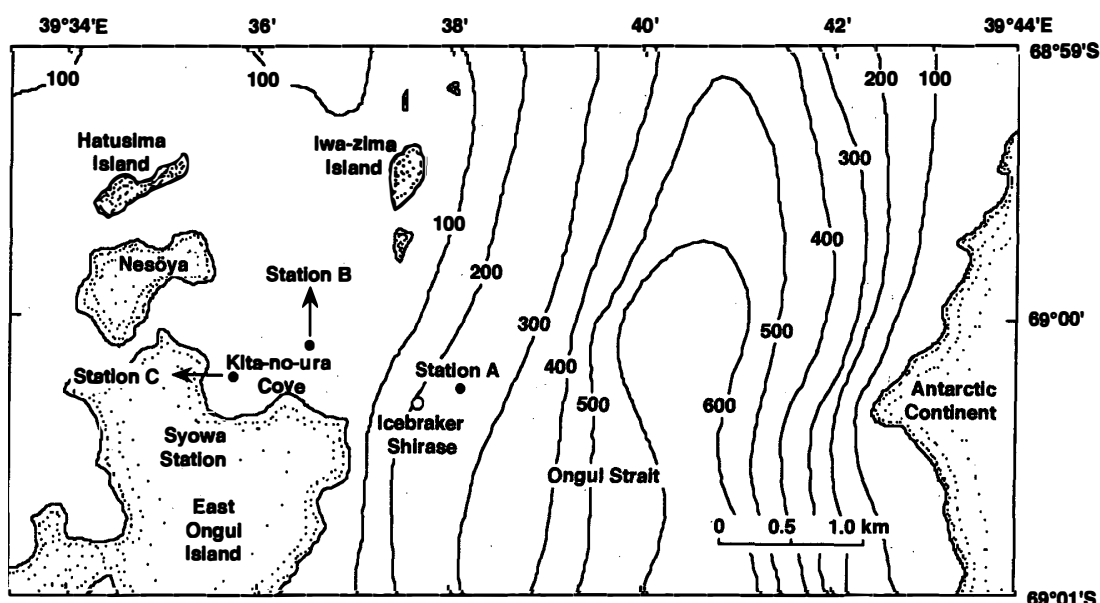 39°34'E 36' 38' 40' 42' 39°44'E
68°59'S
100 100 200 100
Hatusima
Island
Iwa-zima
Island
300
100
400
Nesöya
Station B
200
69°00'
300
500
Station C
Kita-no-ura
Cove
Station A
400
500
600
Antarctic
Continent
Icebraker
Shirase
Syowa
Station
Ongul Strait
East
Ongul
Island
0 0.5 1.0 km
69°01'S